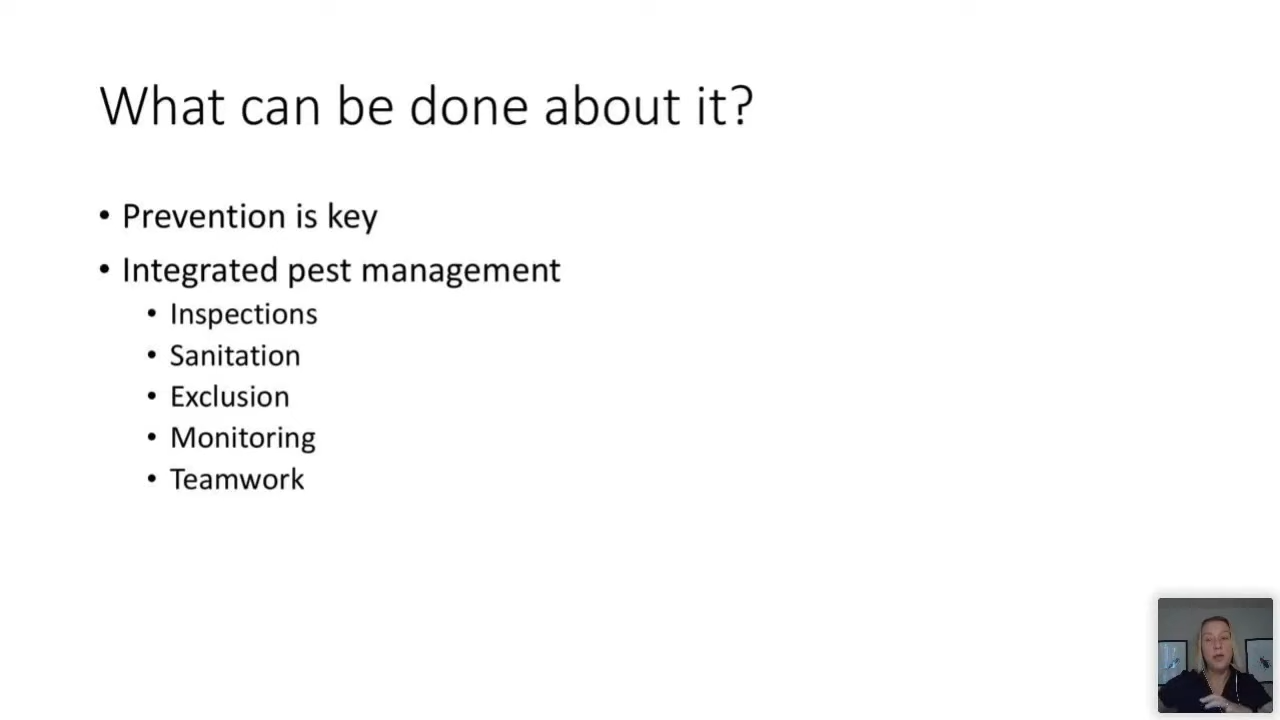 What can be done about it?
• Prevention is key
• Integrated pest management
• Inspections
• Sanitation
• Exclusion
• Monitoring
• Teamwork